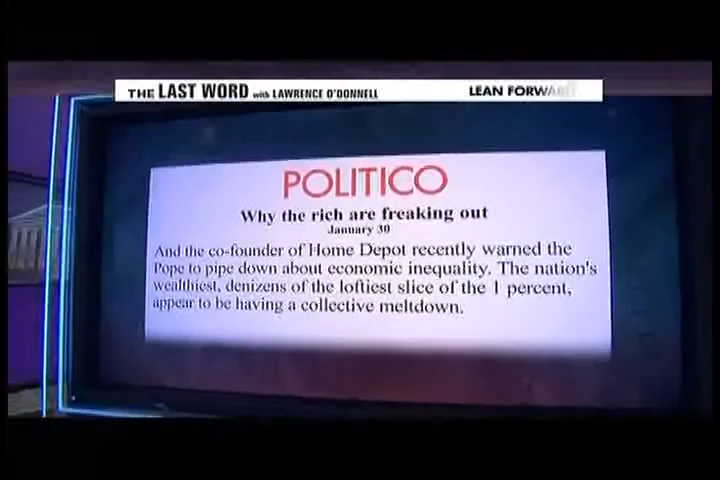 THE LAST WORD with LAWRENCE O'DONNELL LEAN FORWARD
POLITICO
Why the rich are freaking out
January 30
And the co-founder of Home Depot recently warned the
Pope to pipe down about economic inequality. The nation's
wealthiest, denizens of the loftiest slice of the 1 percent,
appear to be having a collective meltdown.